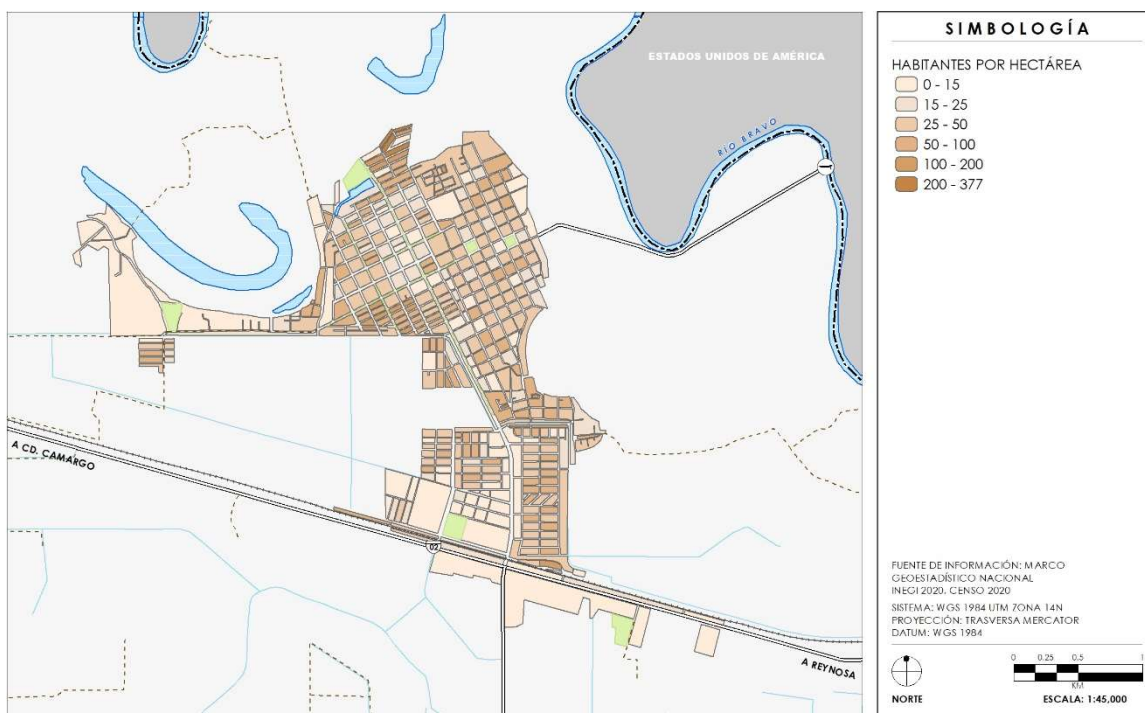 ESTADOS UNIDOS DE AMÉRICA
RÍO BRAVO
A CD. CAMARGO
02
A REYNOSA
SIMBOLOGÍA
HABITANTES POR HECTÁREA
0 - 15
15 - 25
25 - 50
50 - 100
100 - 200
200 - 377
FUENTE DE INFORMACIÓN: MARCO
GEOESTADÍSTICO NACIONAL
INEGI 2020. CENSO 2020
SISTEMA: WGS 1984 UTM ZONA 14N
PROYECCIÓN: TRASVERSA MERCATOR
DATUM: WGS 1984
NORTE
0 0.25 0.5 1
KM
ESCALA: 1:45,000